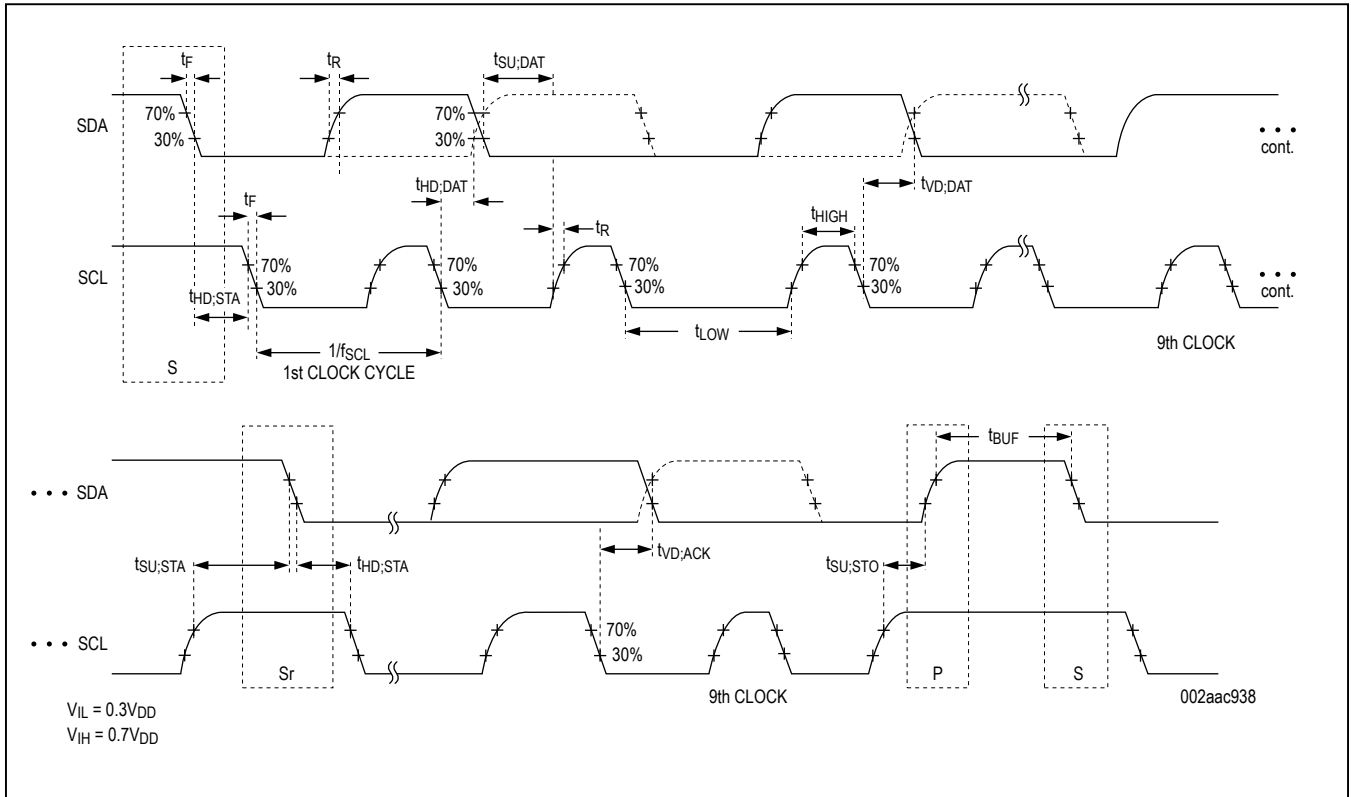 tF
tR
tSU;DAT
70%
30%
70%
30%
SDA
• • •
cont.
tHD;DAT
tVD;DAT
tF
tR
tHIGH
70%
30%
70%
30%
70%
30%
70%
30%
SCL
• • •
cont.
tHD;STA
tLOW
1/fSCL
1st CLOCK CYCLE
9th CLOCK
S
tBUF
• • • SDA
tSU;STA
tHD;STA
tVD;ACK
tSU;STO
70%
30%
• • • SCL
Sr
9th CLOCK
P
S
002aac938
VIL = 0.3VDD
VIH = 0.7VDD